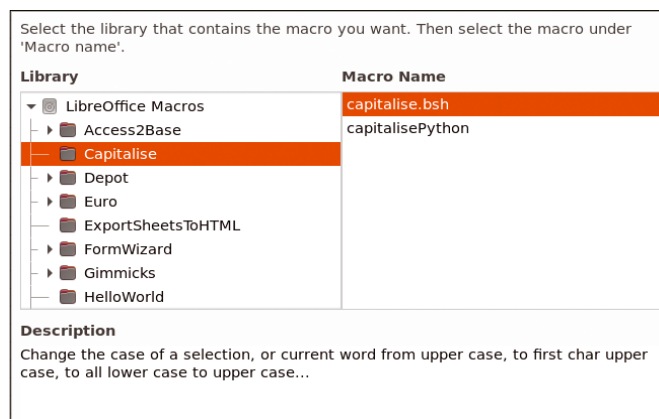 Select the library that contains the macro you want. Then select the macro under
'Macro name'.
Library
Macro Name
LibreOffice Macros
Access2Base
Capitalise
Depot
Euro
ExportSheetsToHTML
FormWizard
Gimmicks
HelloWorld
capitalise.bsh
capitalisePython
Description
Change the case of a selection, or current word from upper case, to first char upper
case, to all lower case to upper case...